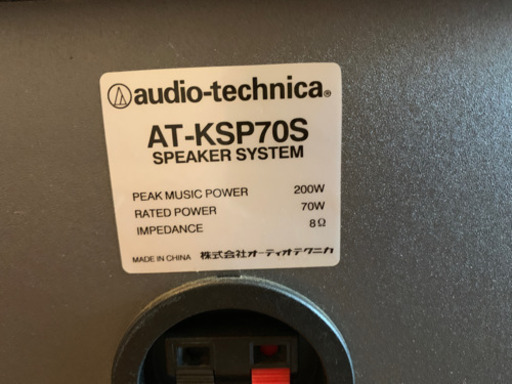 audio-technica®
AT-KSP70S
SPEAKER SYSTEM
PEAK MUSIC POWER 200W
RATED POWER 70W
IMPEDANCE 8Ω
MADE IN CHINA 株式会社オーディオテクニカ